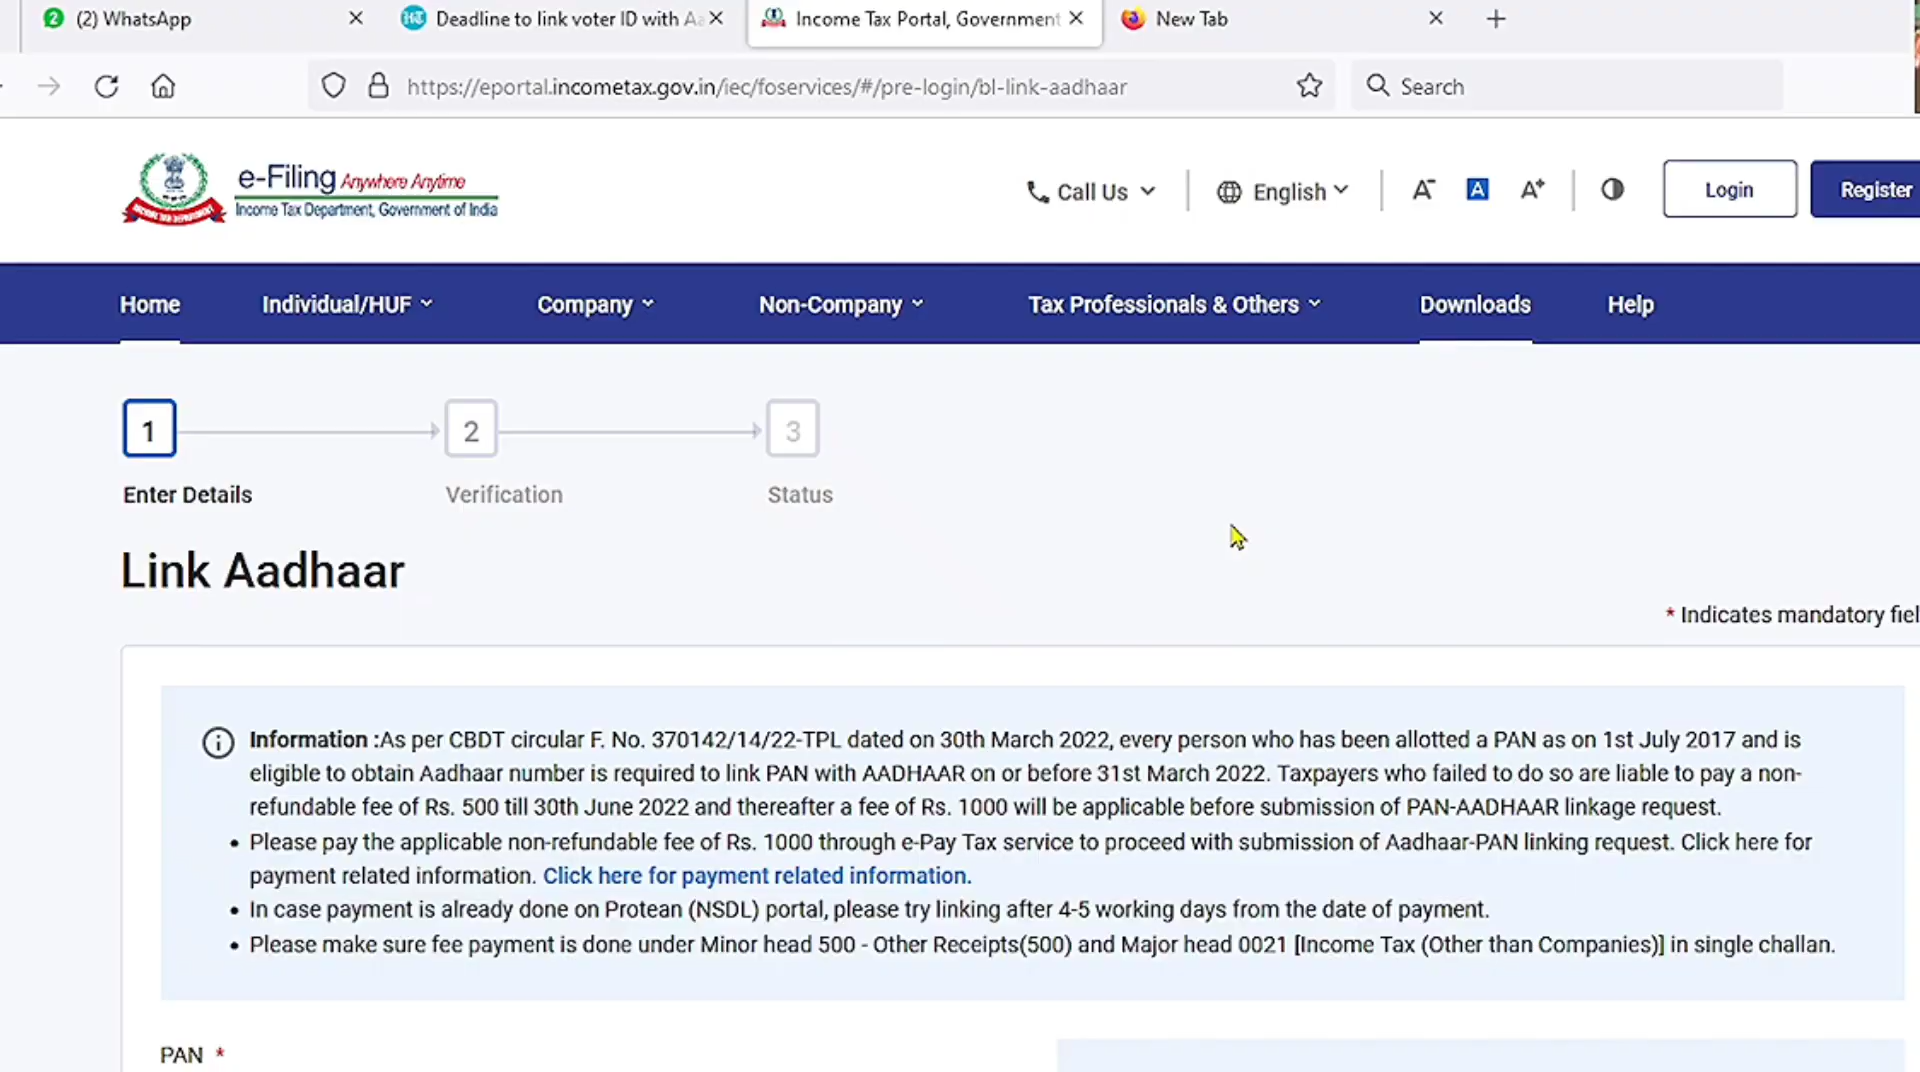 2 (2) WhatsApp
Deadline to link voter ID with Aa
Income Tax Portal, Government
New Tab
https://eportal.incometax.gov.in/iec/foservices/#/pre-login/bl-link-aadhaar
Search
e-Filing Anywhere Anytime
Income Tax Department, Government of India
INCOME TAX DEPARTMENT
Call Us
English
A- A A+
Login
Register
Home Individual/HUF Company Non-Company Tax Professionals & Others Downloads Help
1 2 3
Enter Details Verification Status
Link Aadhaar
* Indicates mandatory fiel
Information :As per CBDT circular F. No. 370142/14/22-TPL dated on 30th March 2022, every person who has been allotted a PAN as on 1st July 2017 and is
eligible to obtain Aadhaar number is required to link PAN with AADHAAR on or before 31st March 2022. Taxpayers who failed to do so are liable to pay a non-
refundable fee of Rs. 500 till 30th June 2022 and thereafter a fee of Rs. 1000 will be applicable before submission of PAN-AADHAAR linkage request.
• Please pay the applicable non-refundable fee of Rs. 1000 through e-Pay Tax service to proceed with submission of Aadhaar-PAN linking request. Click here for
payment related information. Click here for payment related information.
• In case payment is already done on Protean (NSDL) portal, please try linking after 4-5 working days from the date of payment.
• Please make sure fee payment is done under Minor head 500 - Other Receipts(500) and Major head 0021 [Income Tax (Other than Companies)] in single challan.
PAN *